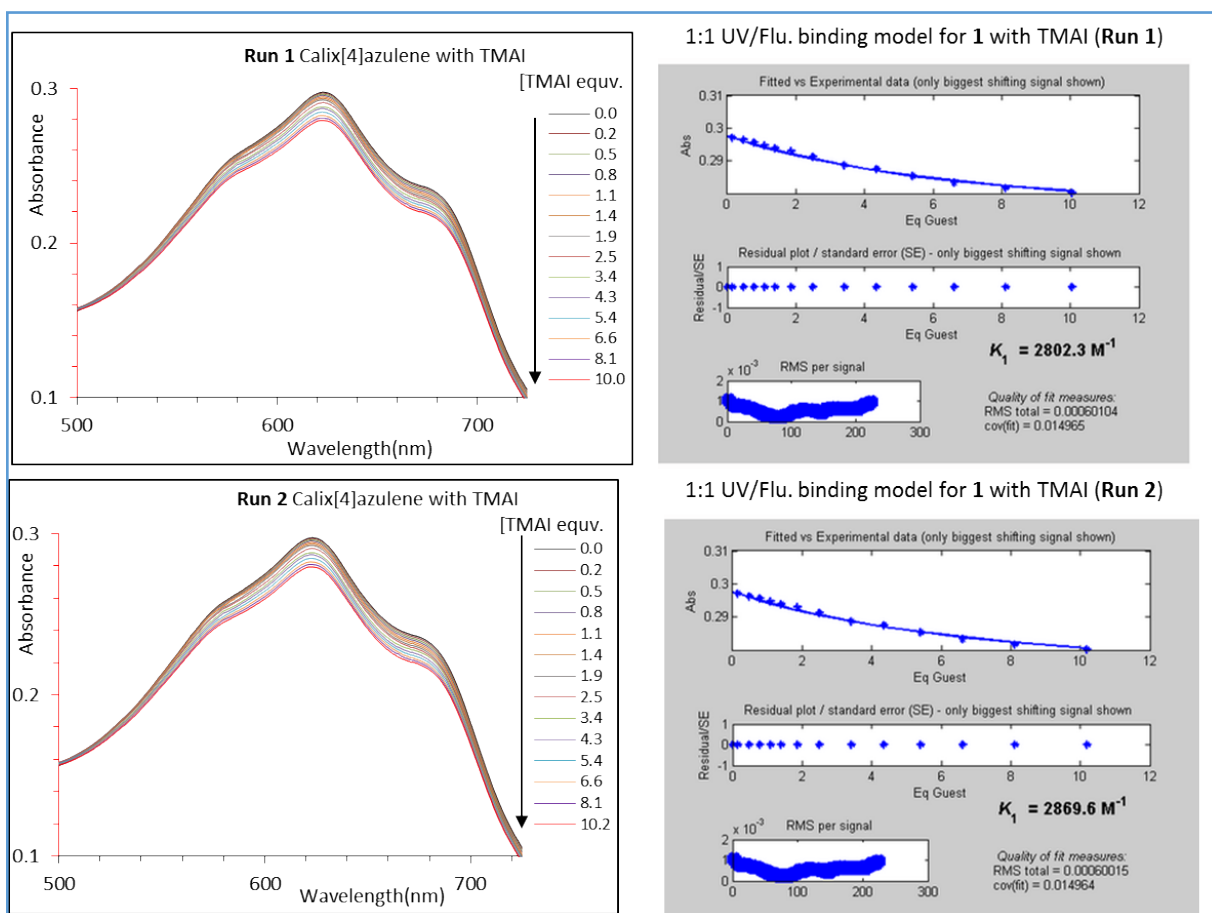 Run 1 Calix[4]azulene with TMAI
[TMAI equv.
0.3
0.2
0.1
Absorbance
500
600
700
Wavelength(nm)
0.0
0.2
0.5
0.8
1.1
1.4
1.9
2.5
3.4
4.3
5.4
6.6
8.1
10.0
1:1 UV/Flu. binding model for 1 with TMAI (Run 1)
Fitted vs Experimental data (only biggest shifting signal shown)
0.31
0.3
0.29
Abs
0 2 4 6 8 10 12
Eq Guest
Residual plot / standard error (SE) - only biggest shifting signal shown
1
0
-1
Residual/SE
0 2 4 6 8 10 12
Eq Guest
K1 = 2802.3 M-1
x 10-3
RMS per signal
2
1
0
0 100 200 300
Quality of fit measures:
RMS total = 0.00060104
cov(fit) = 0.014965
Run 2 Calix[4]azulene with TMAI
[TMAI equv.
0.3
0.2
0.1
Absorbance
500
600
700
Wavelength(nm)
0.0
0.2
0.5
0.8
1.1
1.4
1.9
2.5
3.4
4.3
5.4
6.6
8.1
10.2
1:1 UV/Flu. binding model for 1 with TMAI (Run 2)
Fitted vs Experimental data (only biggest shifting signal shown)
0.31
0.3
0.29
Abs
0 2 4 6 8 10 12
Eq Guest
Residual plot / standard error (SE) - only biggest shifting signal shown
1
0
-1
Residual/SE
0 2 4 6 8 10 12
Eq Guest
K1 = 2869.6 M-1
x 10-3
RMS per signal
2
1
0
0 100 200 300
Quality of fit measures:
RMS total = 0.00060015
cov(fit) = 0.014964